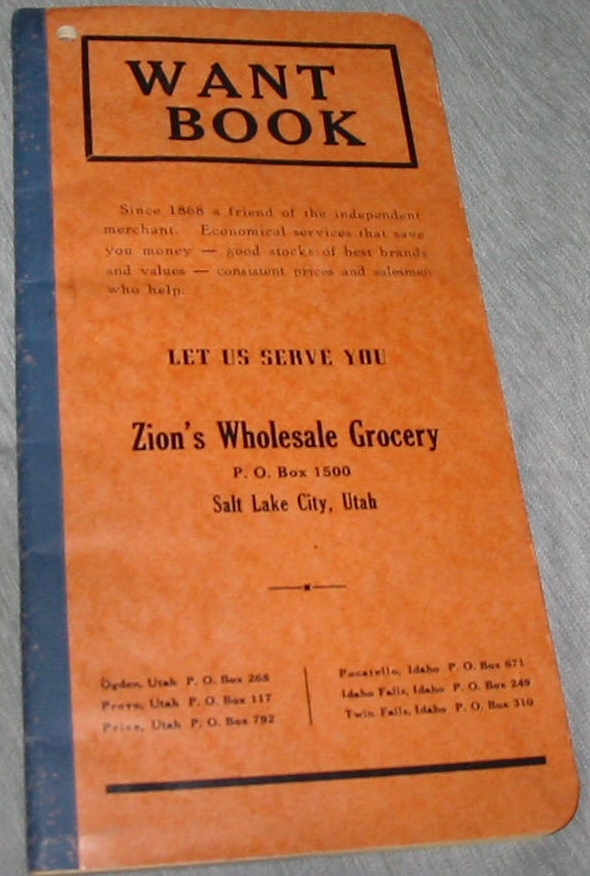 WANT
BOOK
Since 1868 a friend of the independent
merchant. Economical services that save
you money — good stocks of best brands
and values — consistent prices and salesmen
who help.
LET US SERVE YOU
Zion's Wholesale Grocery
P. O. Box 1500
Salt Lake City, Utah
Ogden, Utah P. O. Box 268
Provo, Utah P. O. Box 117
Price, Utah P. O. Box 792
Pocatello, Idaho P. O. Box 671
Idaho Falls, Idaho P. O. Box 249
Twin Falls, Idaho P. O. Box 310